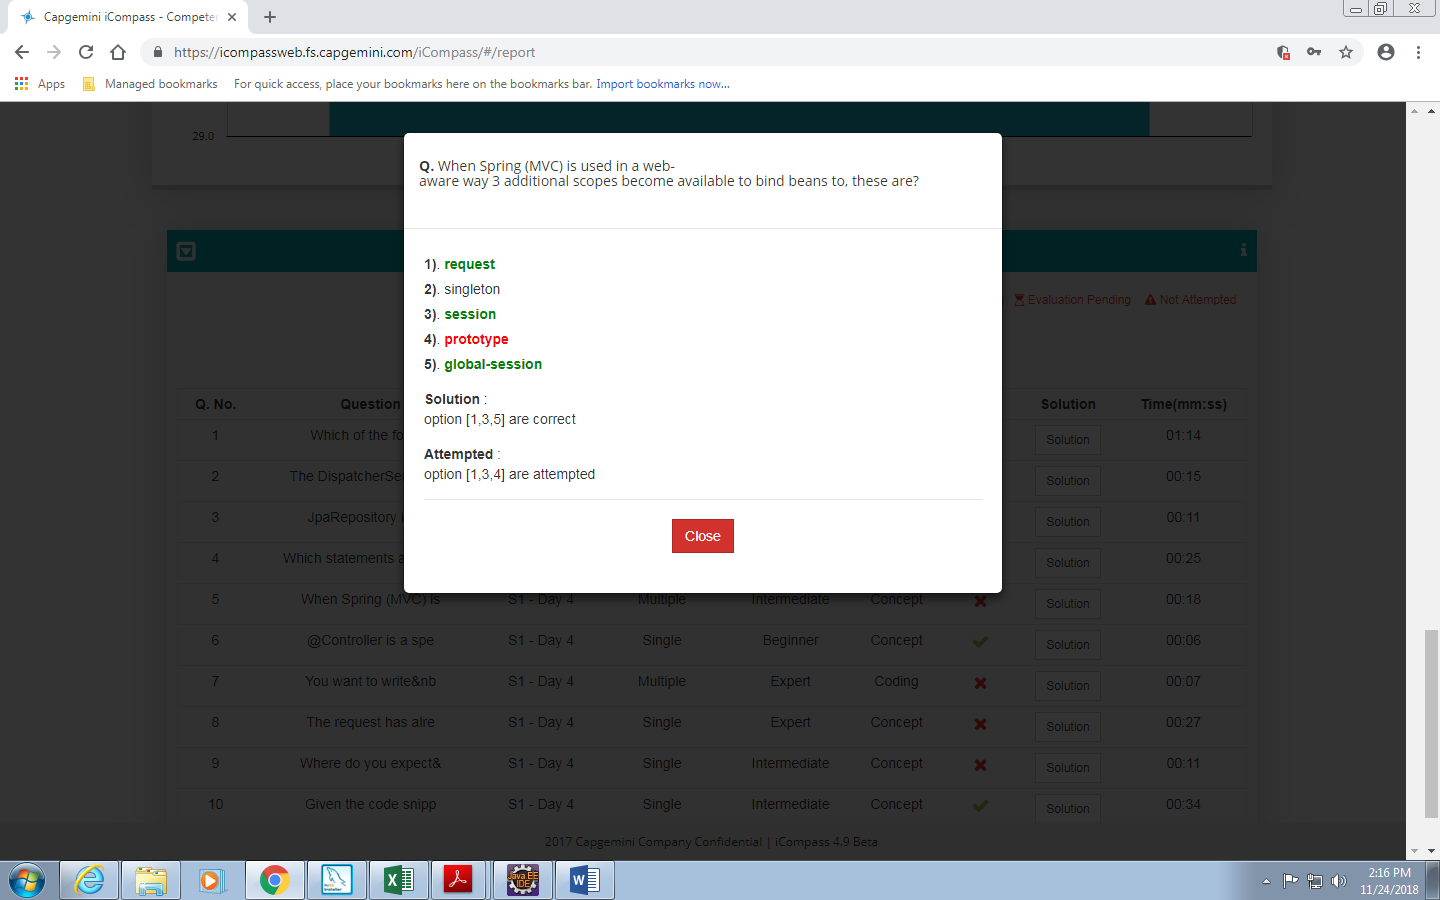 Capgemini iCompass - Competen
https://icompassweb.fs.capgemini.com/iCompass/#/report
Apps Managed bookmarks For quick access, place your bookmarks here on the bookmarks bar. Import bookmarks now...
29.0
Q. When Spring (MVC) is used in a web-
aware way 3 additional scopes become available to bind beans to, these are?
1). request
2). singleton
3). session
4). prototype
5). global-session
Solution :
option [1,3,5] are correct
Attempted :
option [1,3,4] are attempted
Close
Evaluation Pending Not Attempted
Q. No. Question Solution Time(mm:ss)
1 Which of the fo Solution 01:14
2 The DispatcherSe Solution 00:15
3 JpaRepository Solution 00:11
4 Which statements a Solution 00:25
5 When Spring (MVC) is S1 - Day 4 Multiple Intermediate Concept Solution 00:18
6 @Controller is a spe S1 - Day 4 Single Beginner Concept Solution 00:06
7 You want to write&nb S1 - Day 4 Multiple Expert Coding Solution 00:07
8 The request has alre S1 - Day 4 Single Expert Concept Solution 00:27
9 Where do you expect& S1 - Day 4 Single Intermediate Concept Solution 00:11
10 Given the code snipp S1 - Day 4 Single Intermediate Concept Solution 00:34
2017 Capgemini Company Confidential | iCompass 4.9 Beta
Java EE
IDE
2:16 PM
11/24/2018